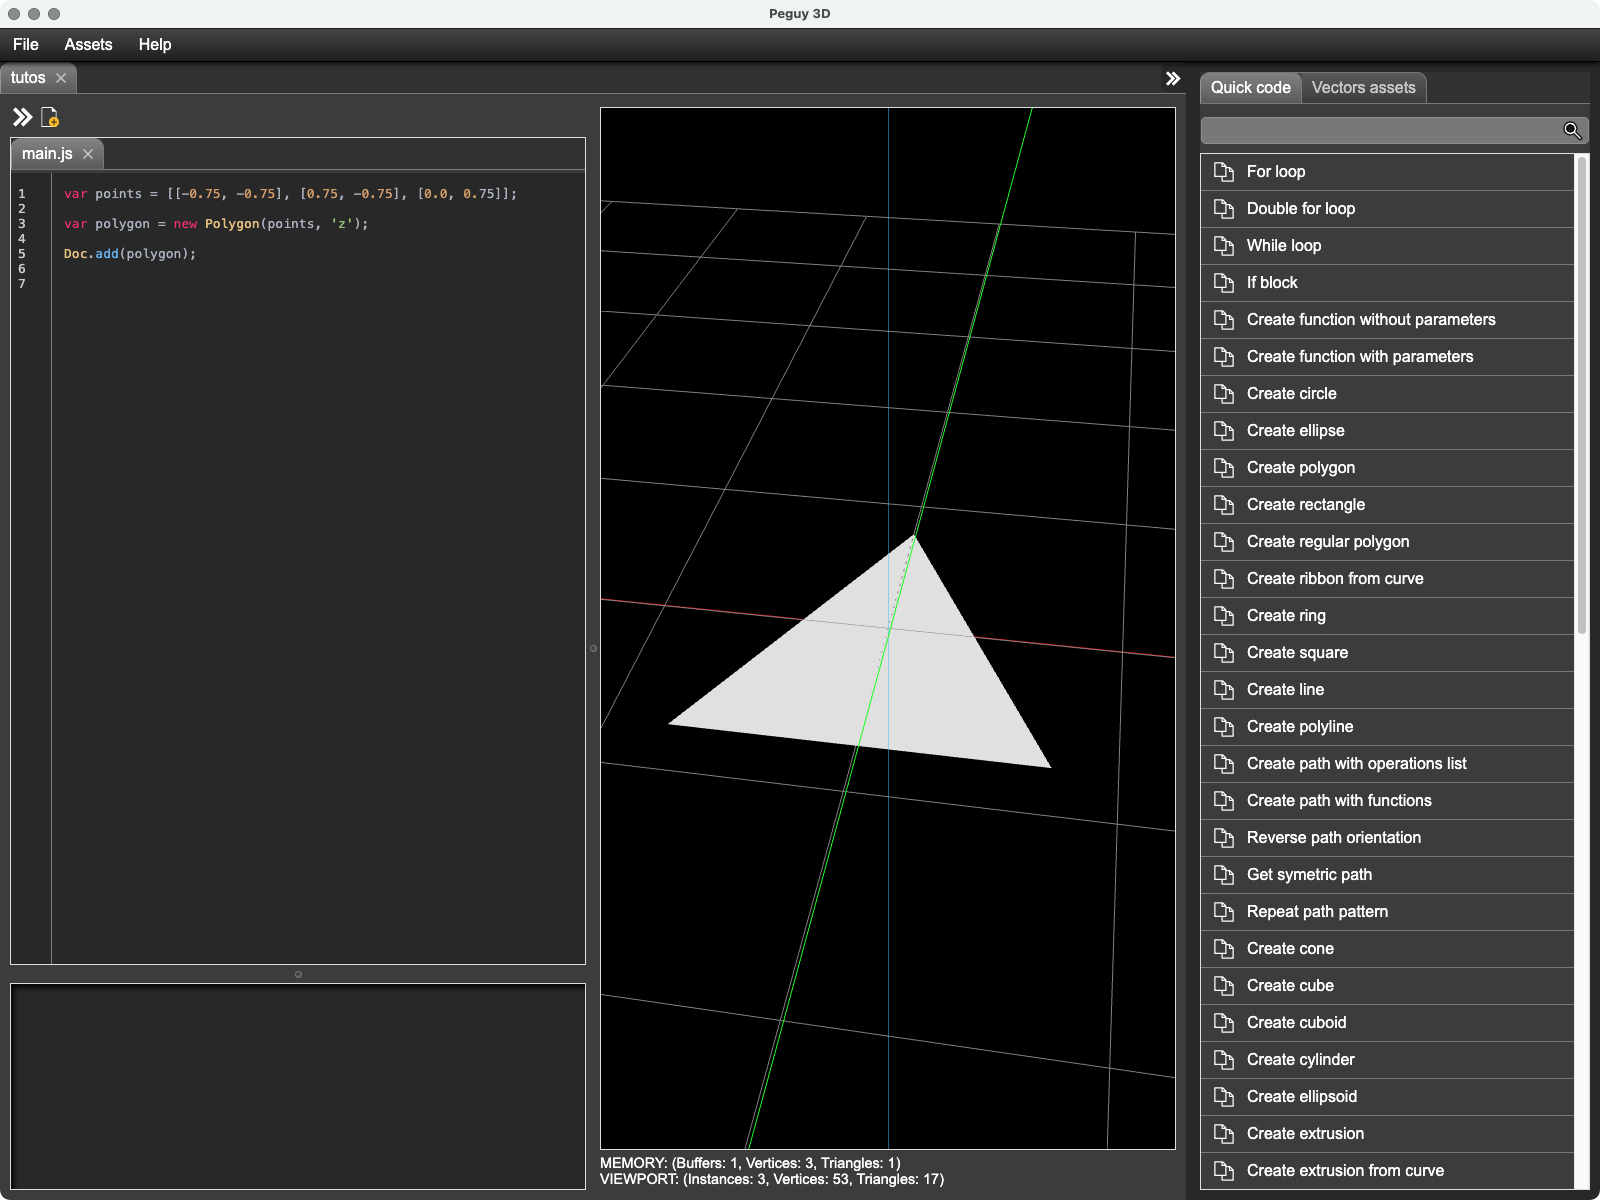 Peguy 3D
File Assets Help
tutos
Quick code Vectors assets
main.js
1 var points = [[-0.75, -0.75], [0.75, -0.75], [0.0, 0.75]];
2
3 var polygon = new Polygon(points, 'z');
4
5 Doc.add(polygon);
6
7
For loop
Double for loop
While loop
If block
Create function without parameters
Create function with parameters
Create circle
Create ellipse
Create polygon
Create rectangle
Create regular polygon
Create ribbon from curve
Create ring
Create square
Create line
Create polyline
Create path with operations list
Create path with functions
Reverse path orientation
Get symetric path
Repeat path pattern
Create cone
Create cube
Create cuboid
Create cylinder
Create ellipsoid
Create extrusion
Create extrusion from curve
MEMORY: (Buffers: 1, Vertices: 3, Triangles: 1)
VIEWPORT: (Instances: 3, Vertices: 53, Triangles: 17)